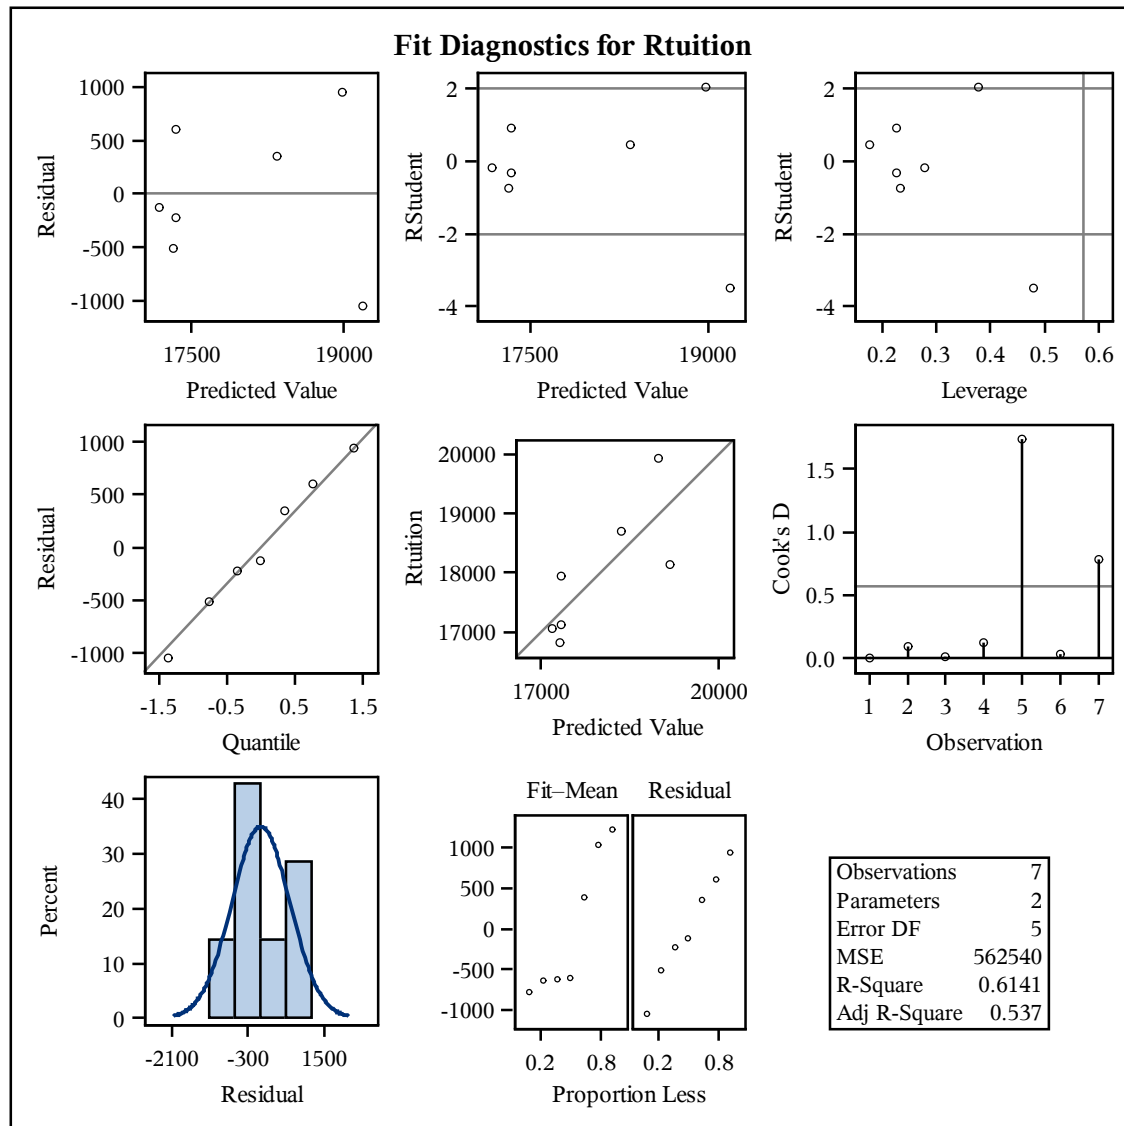 Fit Diagnostics for Rtuition
1000
500
0
-500
-1000
Residual
17500 19000
Predicted Value
2
0
-2
-4
RStudent
17500 19000
Predicted Value
2
0
-2
-4
RStudent
0.2 0.3 0.4 0.5 0.6
Leverage
1000
500
0
-500
-1000
Residual
-1.5 -0.5 0.5 1.5
Quantile
20000
19000
18000
17000
Rtuition
17000 20000
Predicted Value
1.5
1.0
0.5
0.0
Cook's D
1 2 3 4 5 6 7
Observation
40
30
20
10
0
Percent
-2100 -300 1500
Residual
Fit–Mean Residual
1000
500
0
-500
-1000
0.2 0.8 0.2 0.8
Proportion Less
Observations 7
Parameters 2
Error DF 5
MSE 562540
R-Square 0.6141
Adj R-Square 0.537